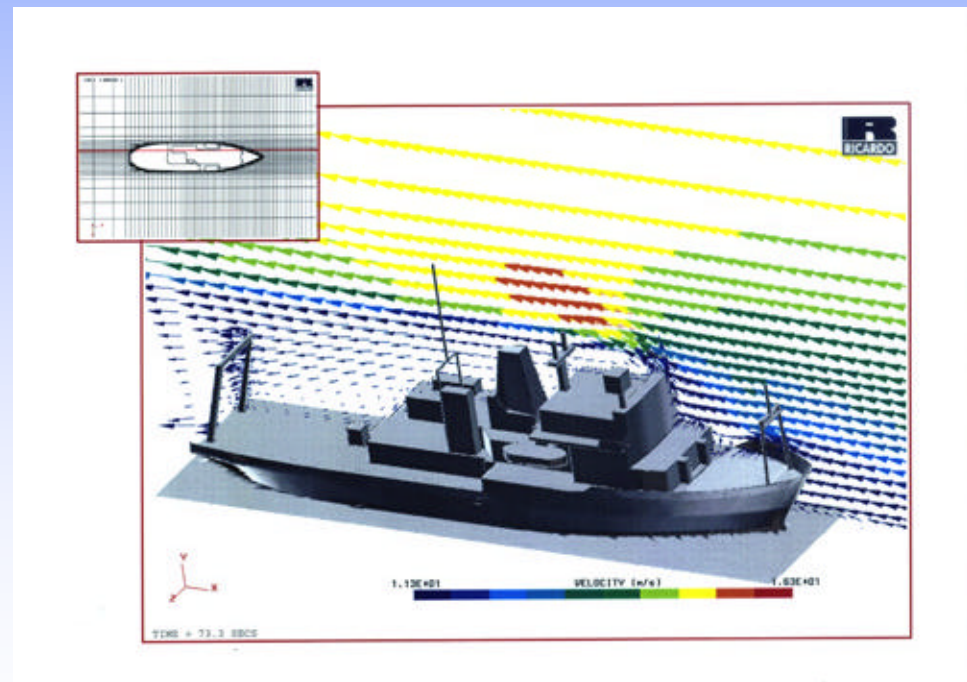 RICARDO
1.13E+01
VELOCITY (m/s)
1.63E+01
Y
X
Z
TIME = 73.3 SECS